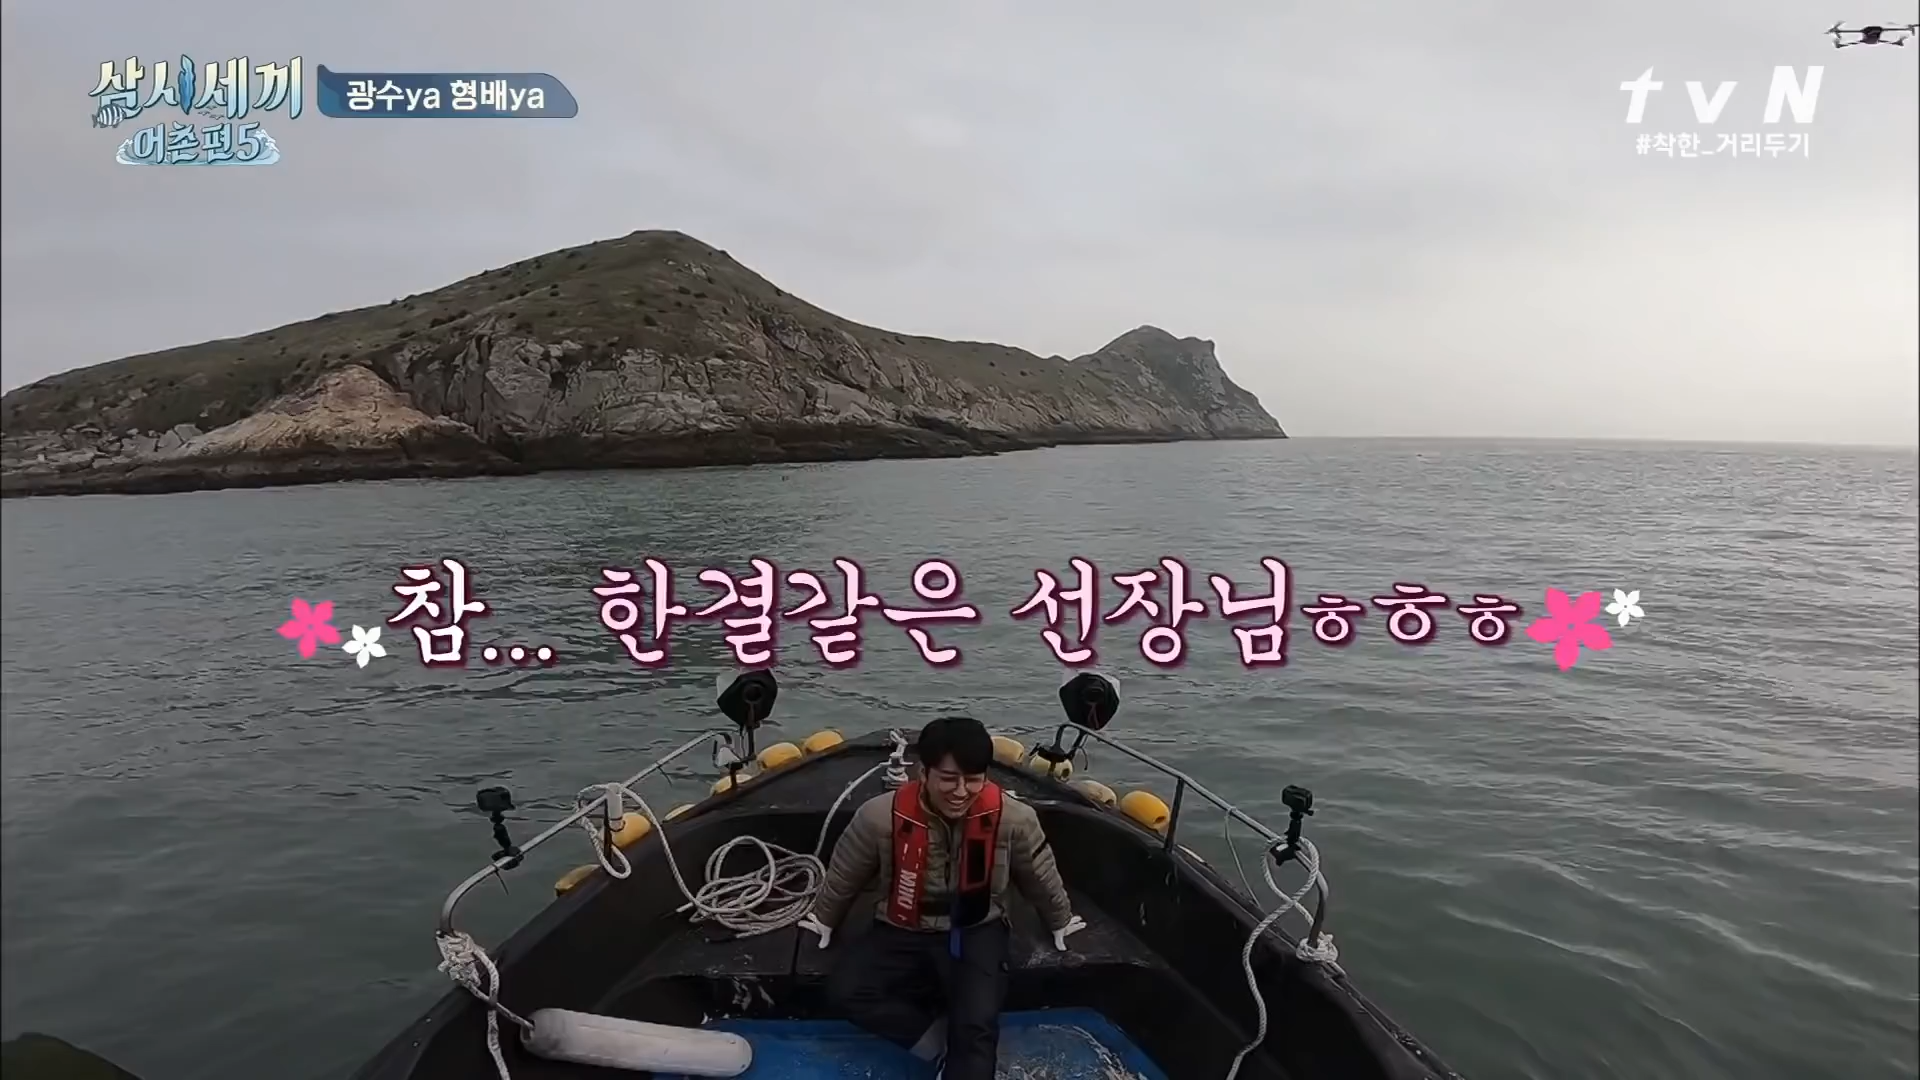 삼시세끼
어촌편5
광수ya 형배ya
tvN
#착한_거리두기
참... 한결같은 선장님ㅎㅎㅎ